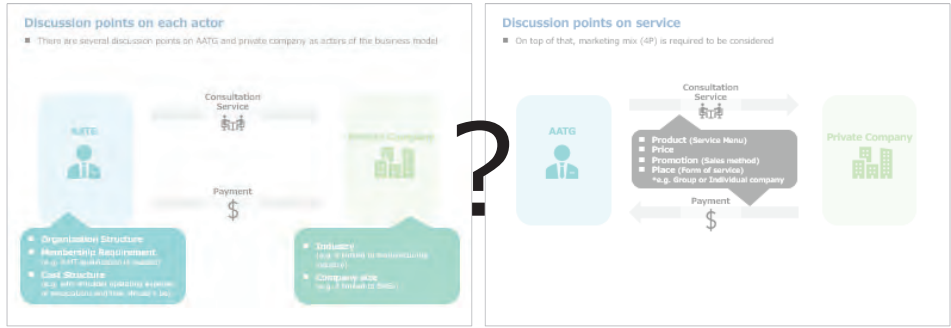 Discussion points on each actor
■ There are several discussion points on AATG and private company as actors of the business model
Consultation
Service
AATG
Private Company
Payment
$
■ Organization Structure
■ Membership Requirement
■ Cost Structure
■ Industry
■ Company size
?
Discussion points on service
■ On top of that, marketing mix (4P) is required to be considered
Consultation
Service
AATG
Private Company
■ Product (Service Menu)
■ Price
■ Promotion (Sales method)
■ Place (Form of service)
*e.g. Group or Individual company
Payment
$